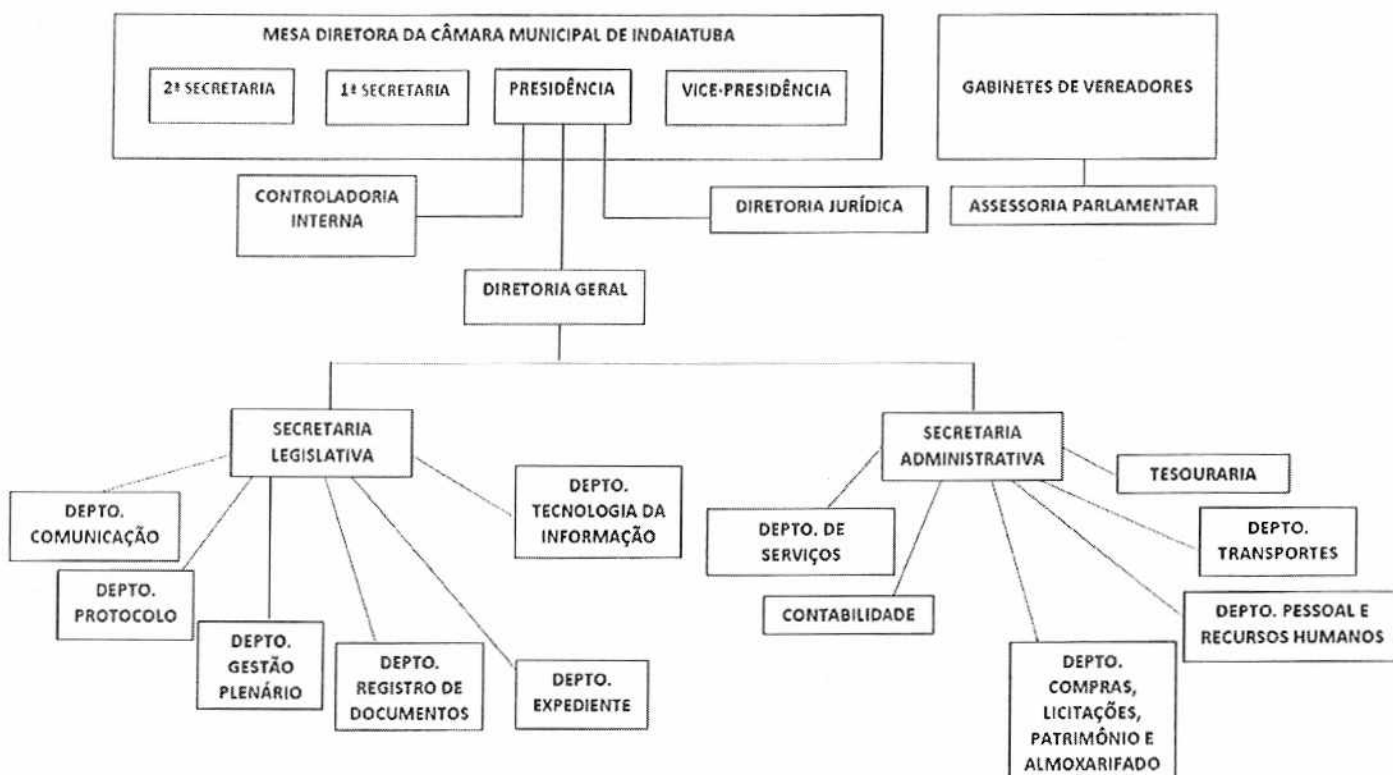 MESA DIRETORA DA CÂMARA MUNICIPAL DE INDAIATUBA
2ª SECRETARIA
1ª SECRETARIA
PRESIDÊNCIA
VICE-PRESIDÊNCIA
GABINETES DE VEREADORES
CONTROLADORIA
INTERNA
DIRETORIA JURÍDICA
ASSESSORIA PARLAMENTAR
DIRETORIA GERAL
SECRETARIA
LEGISLATIVA
DEPTO.
COMUNICAÇÃO
DEPTO.
PROTOCOLO
DEPTO.
GESTÃO
PLENÁRIO
DEPTO.
REGISTRO DE
DOCUMENTOS
DEPTO.
EXPEDIENTE
DEPTO.
TECNOLOGIA DA
INFORMAÇÃO
SECRETARIA
ADMINISTRATIVA
DEPTO. DE
SERVIÇOS
CONTABILIDADE
DEPTO.
COMPRAS,
LICITAÇÕES,
PATRIMÔNIO E
ALMOXARIFADO
DEPTO. PESSOAL E
RECURSOS HUMANOS
DEPTO.
TRANSPORTES
TESOURARIA